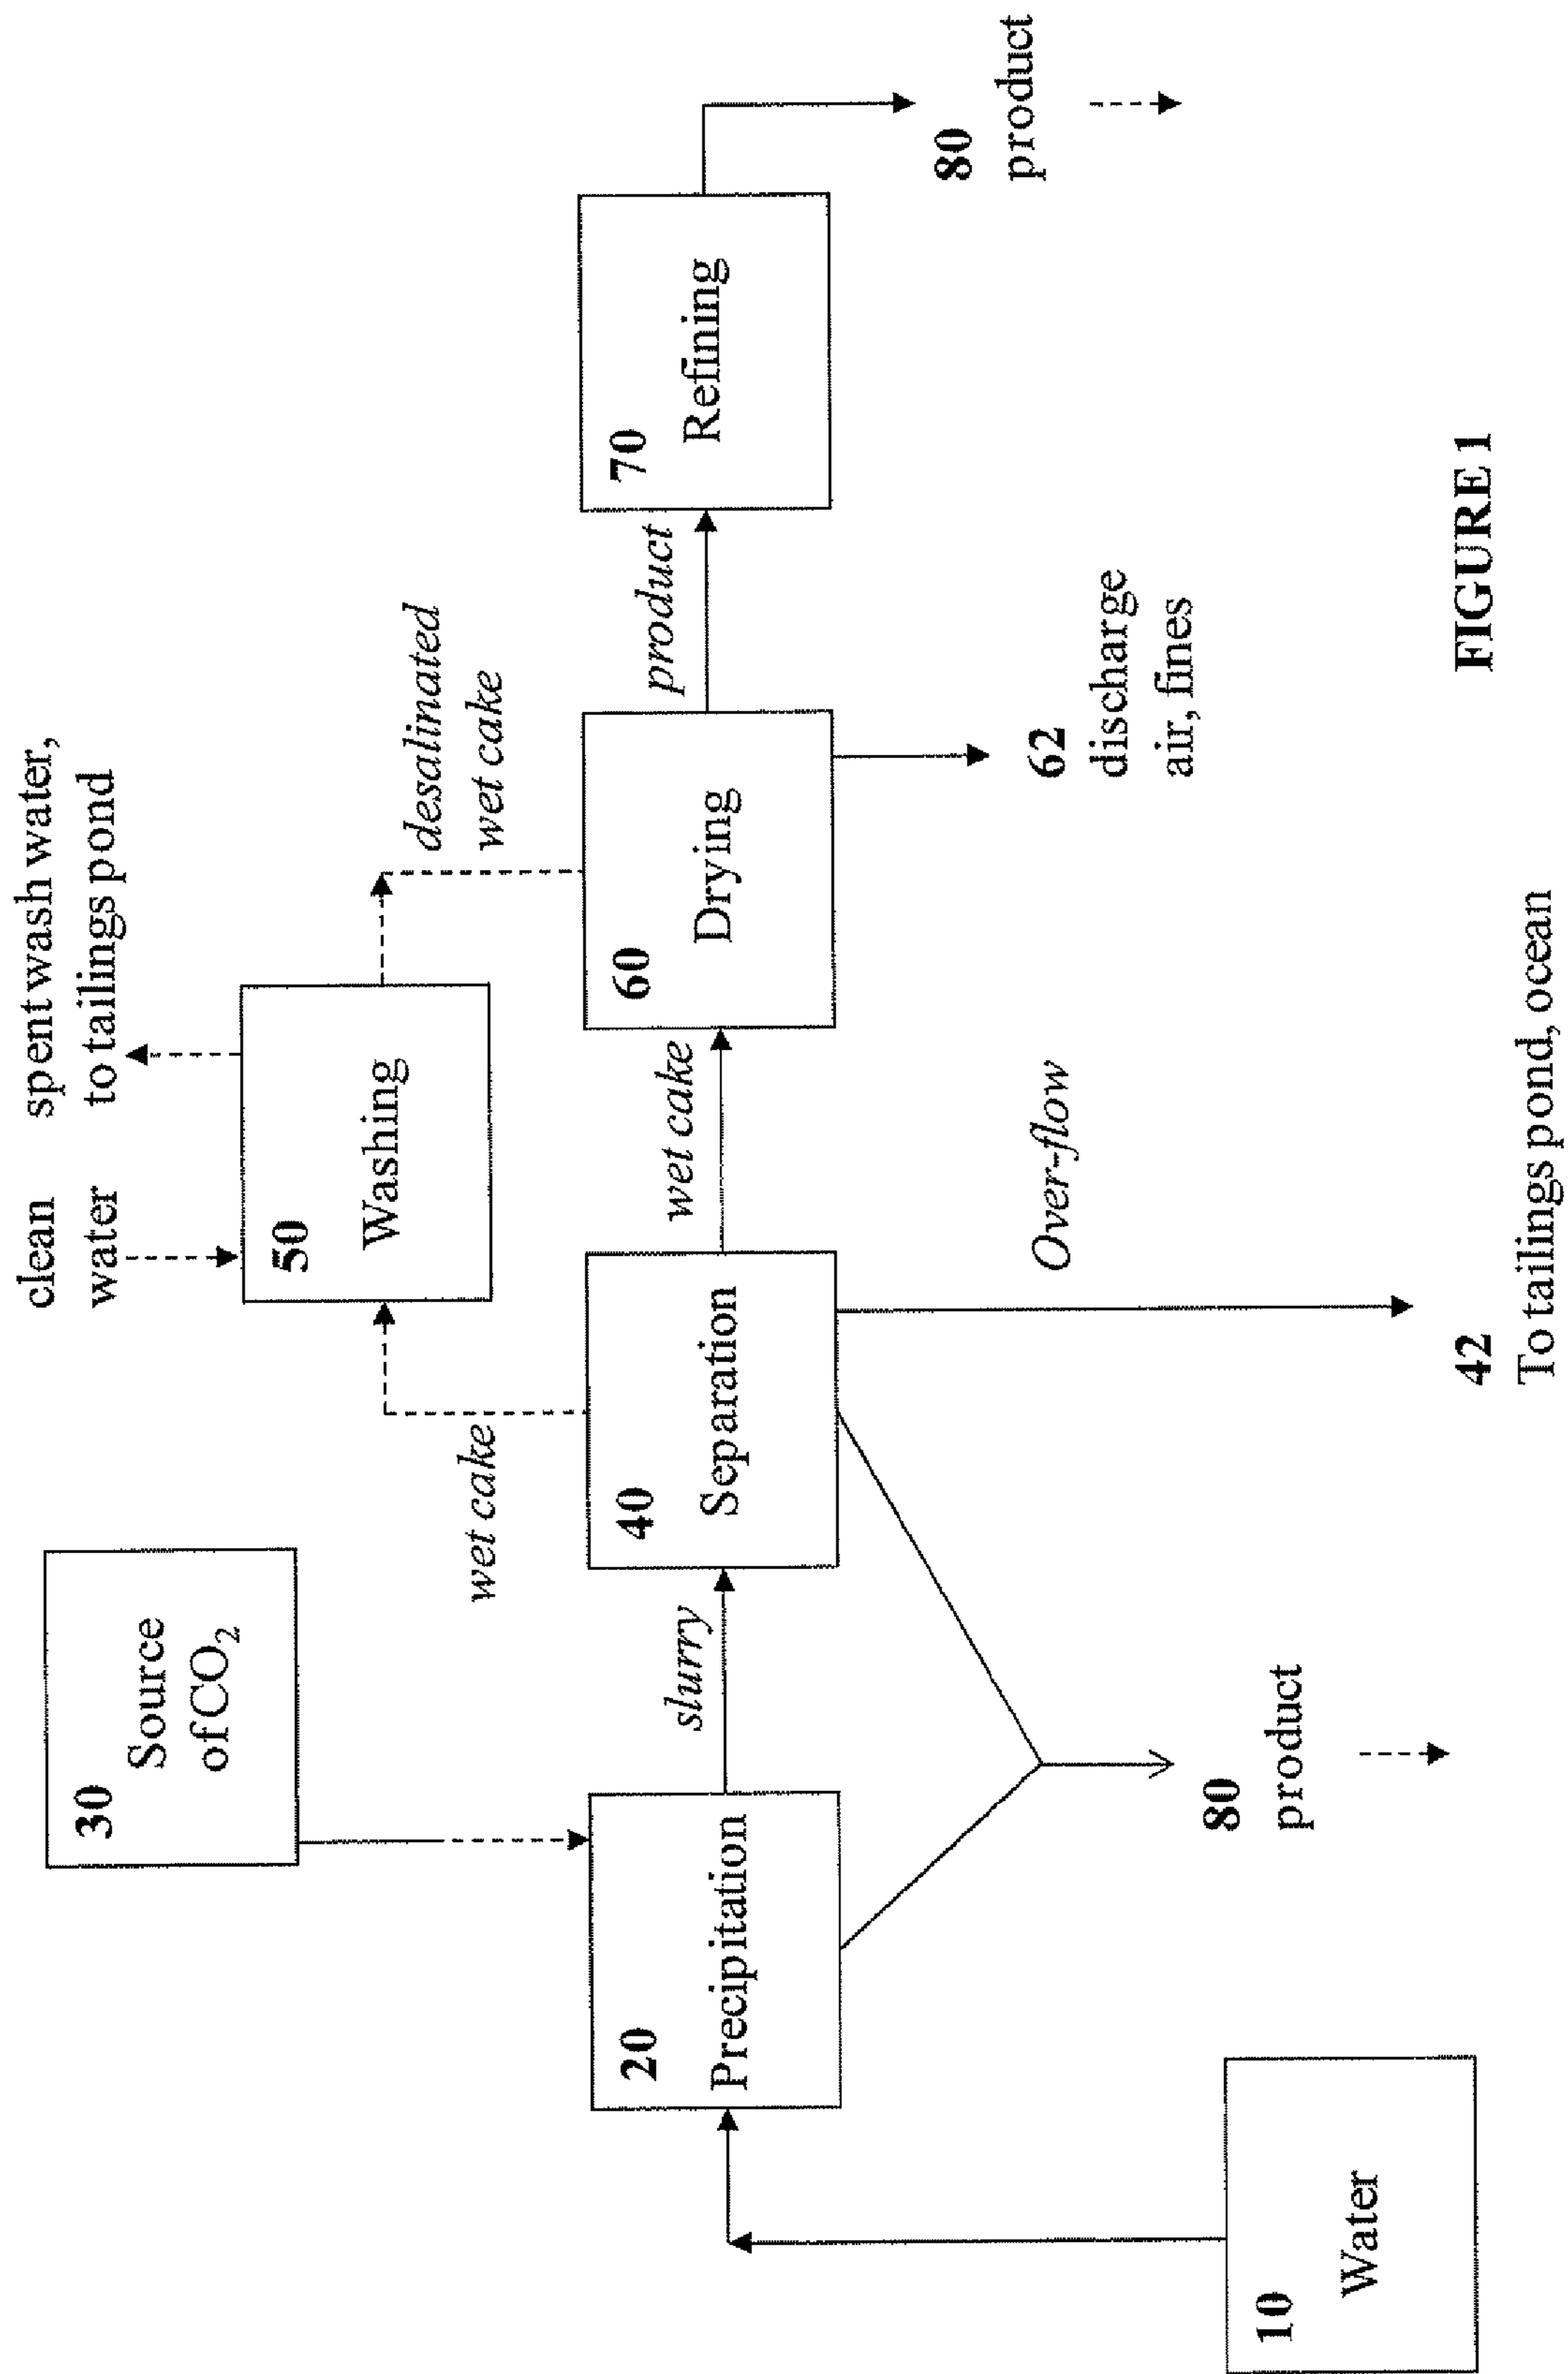 clean
water
spent wash water,
to tailings pond
30
Source
of CO2
50
Washing
wet cake
desalinated
wet cake
20
Precipitation
slurry
40
Separation
wet cake
60
Drying
product
70
Refining
80
product
62
discharge
air, fines
Over-flow
80
product
10
Water
42
To tailings pond, ocean
FIGURE 1